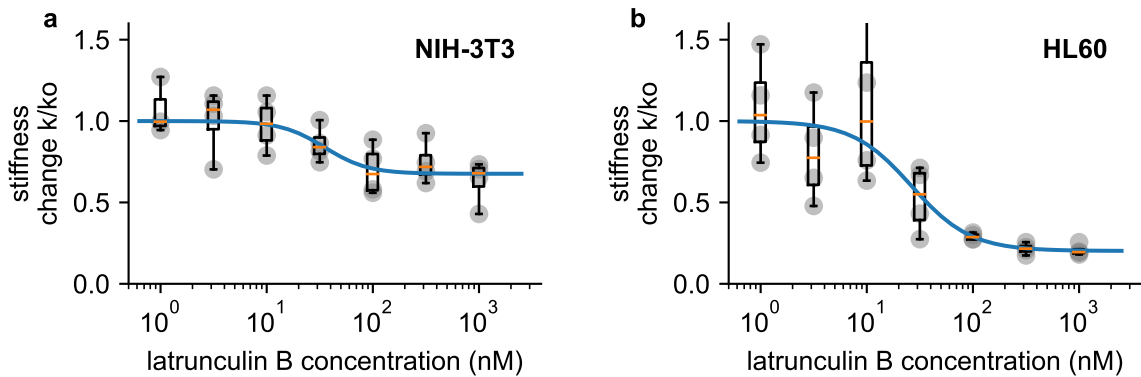 a
NIH-3T3
stiffness
change k/ko
1.5
1.0
0.5
0.0
10^0 10^1 10^2 10^3
latrunculin B concentration (nM)
b
HL60
stiffness
change k/ko
1.5
1.0
0.5
0.0
10^0 10^1 10^2 10^3
latrunculin B concentration (nM)